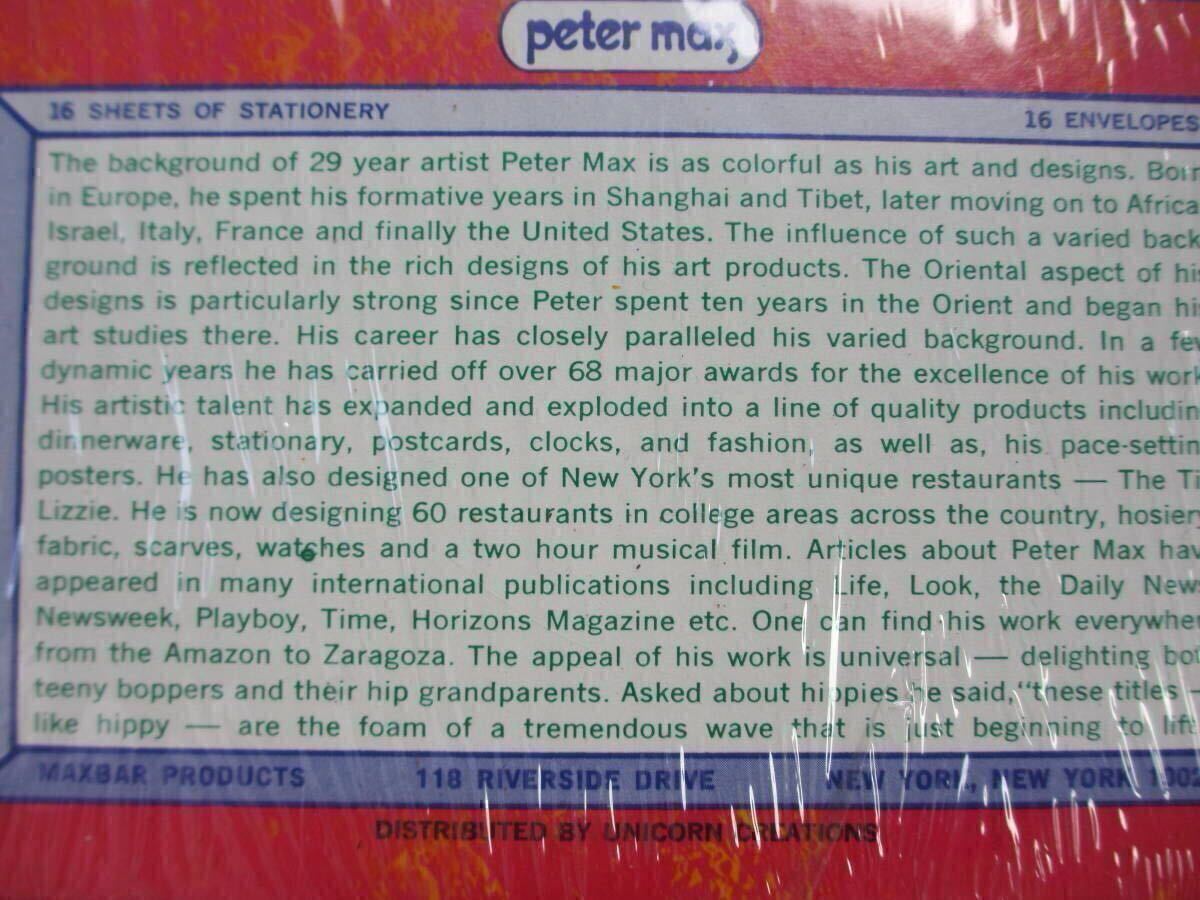 peter max
16 SHEETS OF STATIONERY 16 ENVELOPES
The background of 29 year artist Peter Max is as colorful as his art and designs. Born
in Europe, he spent his formative years in Shanghai and Tibet, later moving on to Africa
Israel, Italy, France and finally the United States. The influence of such a varied back
ground is reflected in the rich designs of his art products. The Oriental aspect of his
designs is particularly strong since Peter spent ten years in the Orient and began his
art studies there. His career has closely paralleled his varied background. In a few
dynamic years he has carried off over 68 major awards for the excellence of his work
His artistic talent has expanded and exploded into a line of quality products includin
dinnerware, stationary, postcards, clocks, and fashion, as well as, his pace-settin
posters. He has also designed one of New York's most unique restaurants — The Ti
Lizzie. He is now designing 60 restaurants in college areas across the country, hosier
fabric, scarves, watches and a two hour musical film. Articles about Peter Max hav
appeared in many international publications including Life, Look, the Daily New
Newsweek, Playboy, Time, Horizons Magazine etc. One can find his work everywher
from the Amazon to Zaragoza. The appeal of his work is universal — delighting bot
teeny boppers and their hip grandparents. Asked about hippies he said, "these titles —
like hippy — are the foam of a tremendous wave that is just beginning to lift
MAXBAR PRODUCTS 118 RIVERSIDE DRIVE NEW YORK, NEW YORK 1002
DISTRIBUTED BY UNICORN CREATIONS